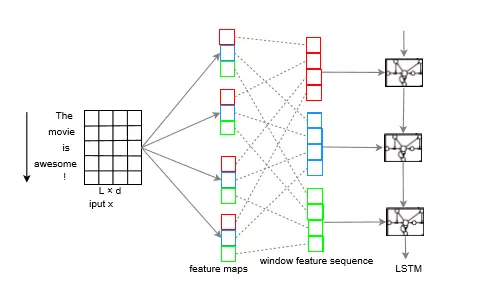 The
movie
is
awesome
!
L × d
iput x
feature maps
window feature sequence
LSTM